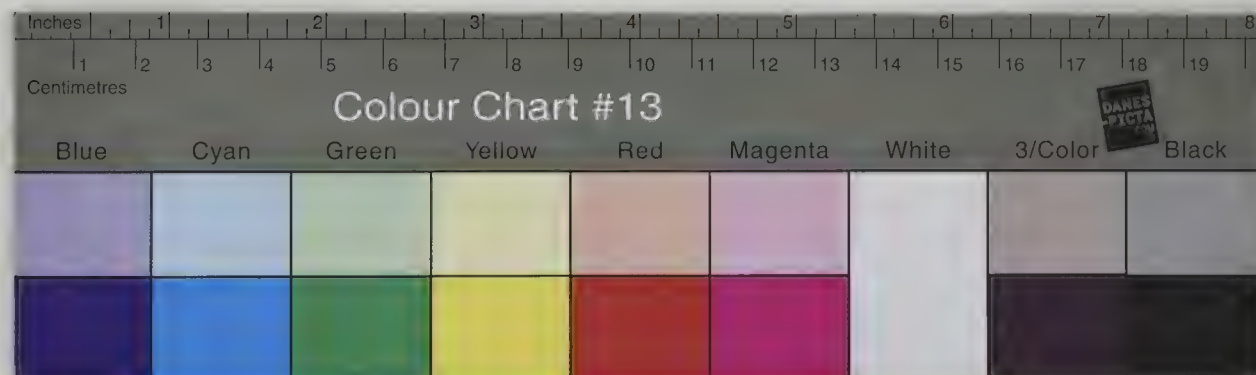 Inches 1 2 3 4 5 6 7 8
1 2 3 4 5 6 7 8 9 10 11 12 13 14 15 16 17 18 19
Centimetres
Colour Chart #13
DANES
-PICTA
Blue Cyan Green Yellow Red Magenta White 3/Color Black